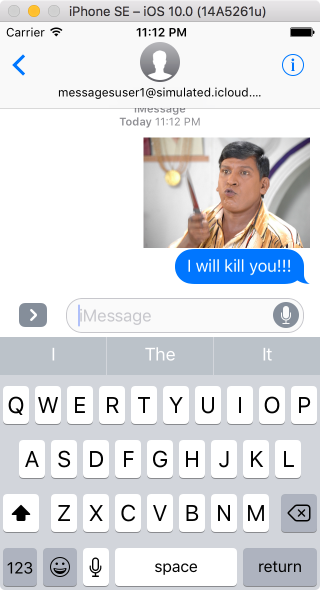 iPhone SE – iOS 10.0 (14A5261u)
Carrier 11:12 PM
messagesuser1@simulated.icloud....
iMessage
Today 11:12 PM
I will kill you!!!
iMessage
I The It
Q W E R T Y U I O P
A S D F G H J K L
Z X C V B N M
123 space return